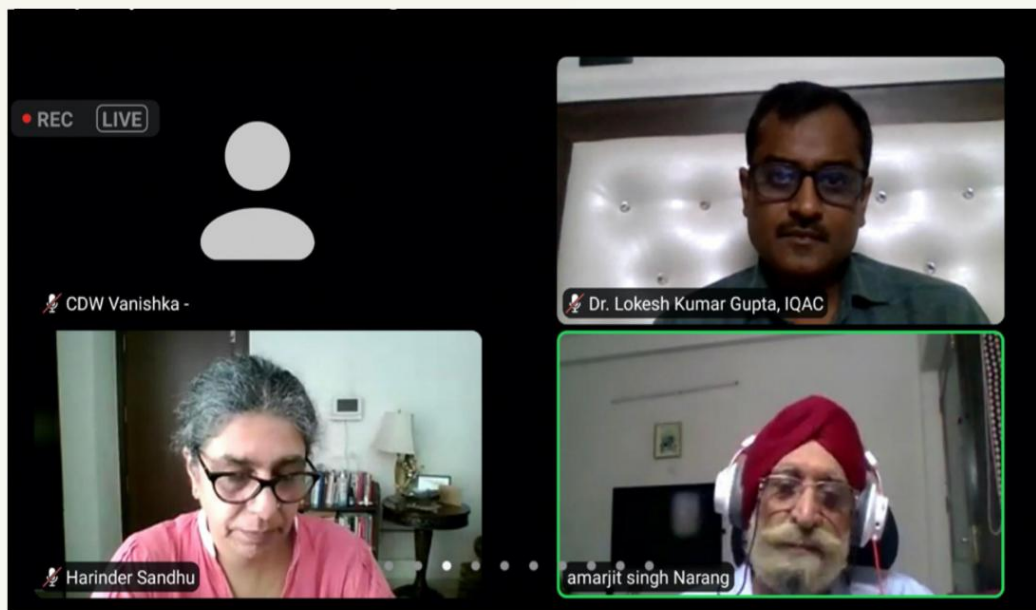 REC LIVE
CDW Vanishka -
Dr. Lokesh Kumar Gupta, IQAC
Harinder Sandhu
amarjit singh Narang